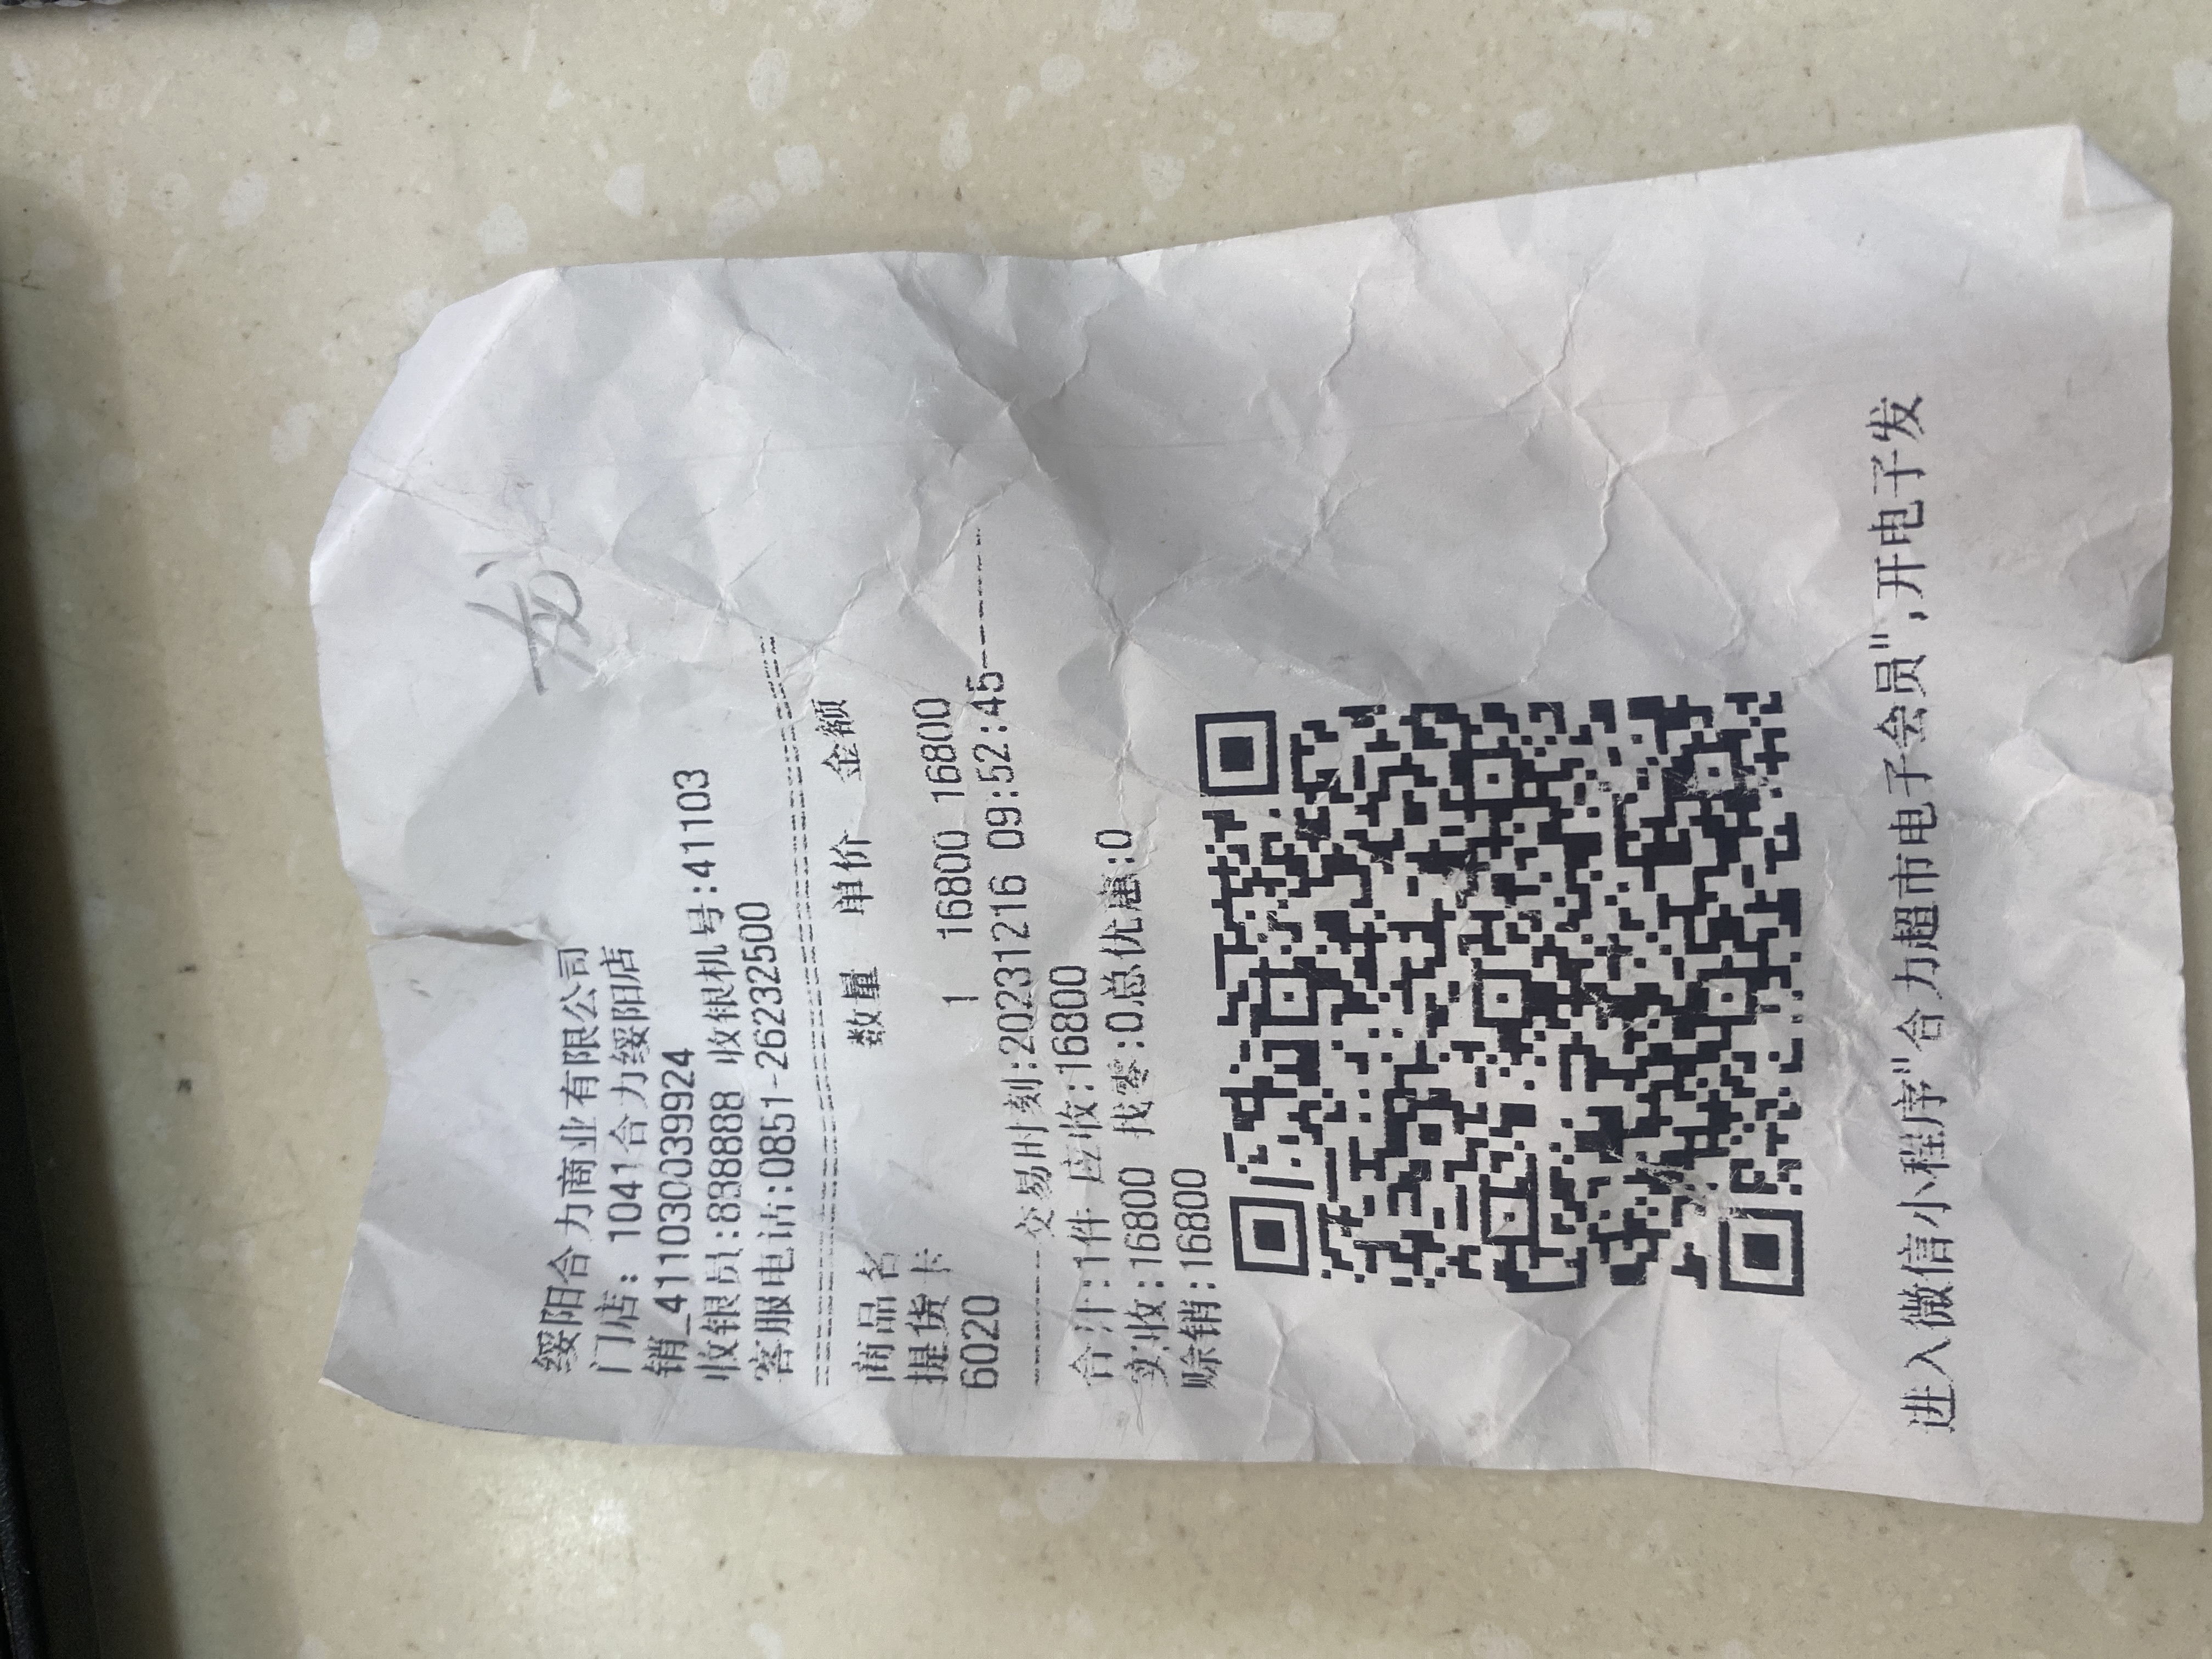 龙
绥阳合力商业有限公司
门店: 1041合力绥阳店
销_4110300399924
收银员:888888 收银机号:41103
客服电话:0851-26232500
商品名 数量 单价 金额
提货卡
6020 1 16800 16800
交易时刻:20231216 09:52:45
合计:1件 应收:16800
实收:16800 找零:0总优惠:0
赊销:16800
进入微信小程序"合力超市电子会员",开电子发